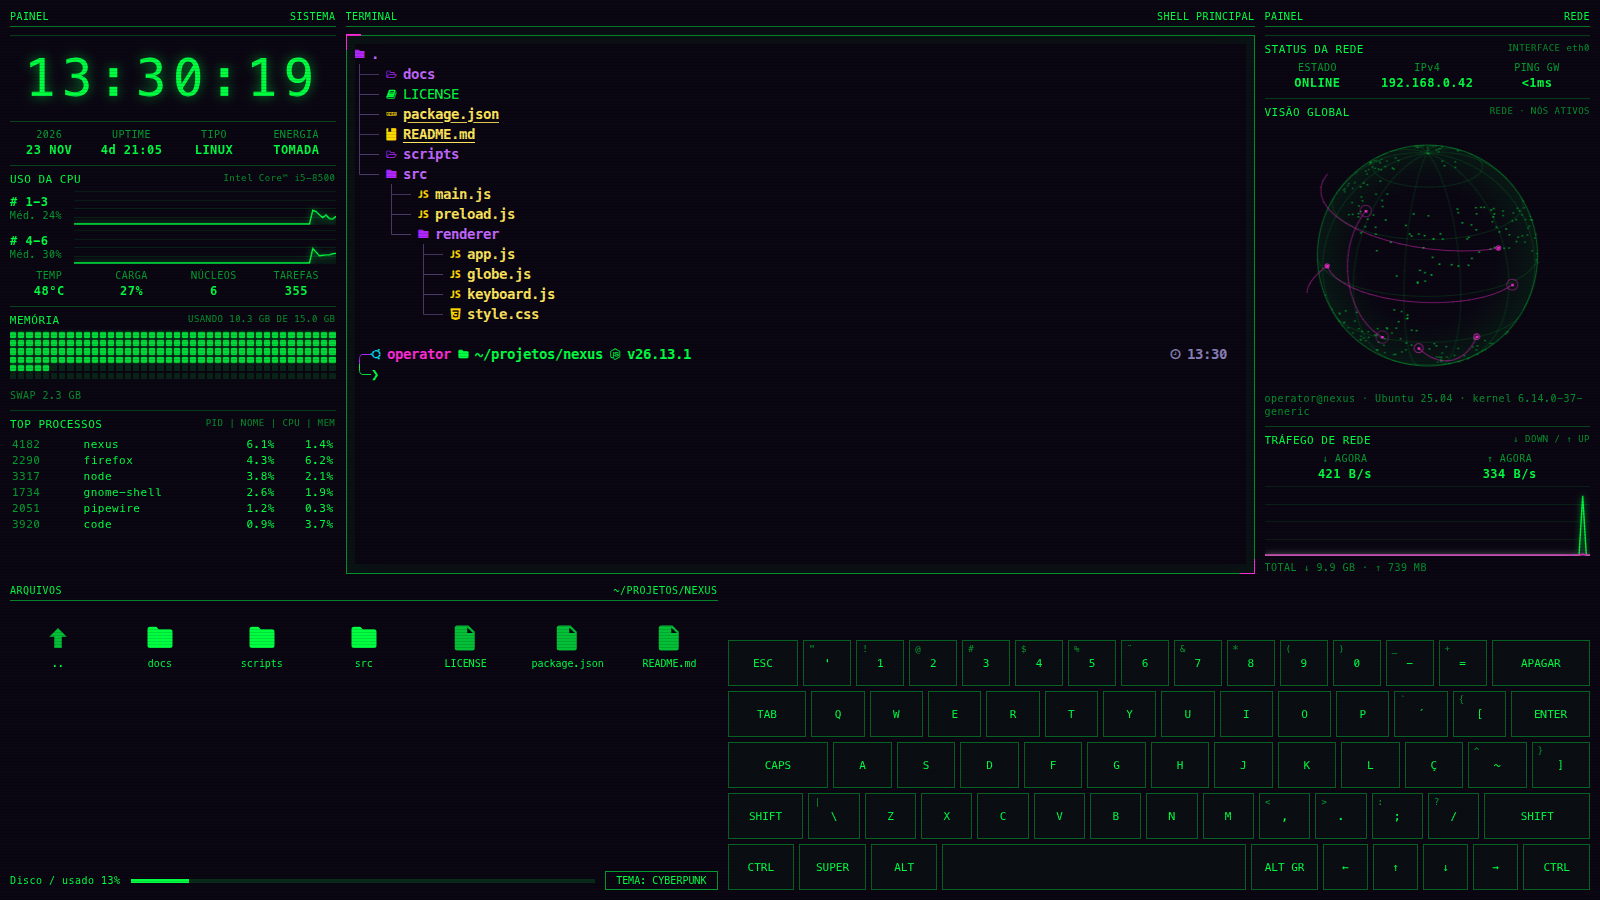 PAINEL SISTEMA
13:30:19
2026 UPTIME TIPO ENERGIA
23 NOV 4d 21:05 LINUX TOMADA
USO DA CPU Intel Core™ i5-8500
# 1-3
Méd. 24%
# 4-6
Méd. 30%
TEMP CARGA NÚCLEOS TAREFAS
48°C 27% 6 355
MEMÓRIA USANDO 10.3 GB DE 15.0 GB
SWAP 2.3 GB
TOP PROCESSOS PID | NOME | CPU | MEM
4182 nexus 6.1% 1.4%
2290 firefox 4.3% 6.2%
3317 node 3.8% 2.1%
1734 gnome-shell 2.6% 1.9%
2051 pipewire 1.2% 0.3%
3920 code 0.9% 3.7%
TERMINAL SHELL PRINCIPAL
.
docs
LICENSE
package.json
README.md
scripts
src
JS main.js
JS preload.js
renderer
JS app.js
JS globe.js
JS keyboard.js
style.css
operator ~/projetos/nexus v26.13.1 13:30
❯
PAINEL REDE
STATUS DA REDE INTERFACE eth0
ESTADO IPv4 PING GW
ONLINE 192.168.0.42 <1ms
VISÃO GLOBAL REDE · NÓS ATIVOS
operator@nexus · Ubuntu 25.04 · kernel 6.14.0-37-
generic
TRÁFEGO DE REDE ↓ DOWN / ↑ UP
↓ AGORA ↑ AGORA
421 B/s 334 B/s
TOTAL ↓ 9.9 GB · ↑ 739 MB
ARQUIVOS ~/PROJETOS/NEXUS
.. docs scripts src LICENSE package.json README.md
Disco / usado 13% TEMA: CYBERPUNK
ESC " ' ! 1 @ 2 # 3 $ 4 % 5 ¨ 6 & 7 * 8 ( 9 ) 0 _ - + = APAGAR
TAB Q W E R T Y U I O P ` ´ { [ ENTER
CAPS A S D F G H J K L Ç ^ ~ } ]
SHIFT | \ Z X C V B N M < , > . : ; ? / SHIFT
CTRL SUPER ALT ALT GR ← ↑ ↓ → CTRL